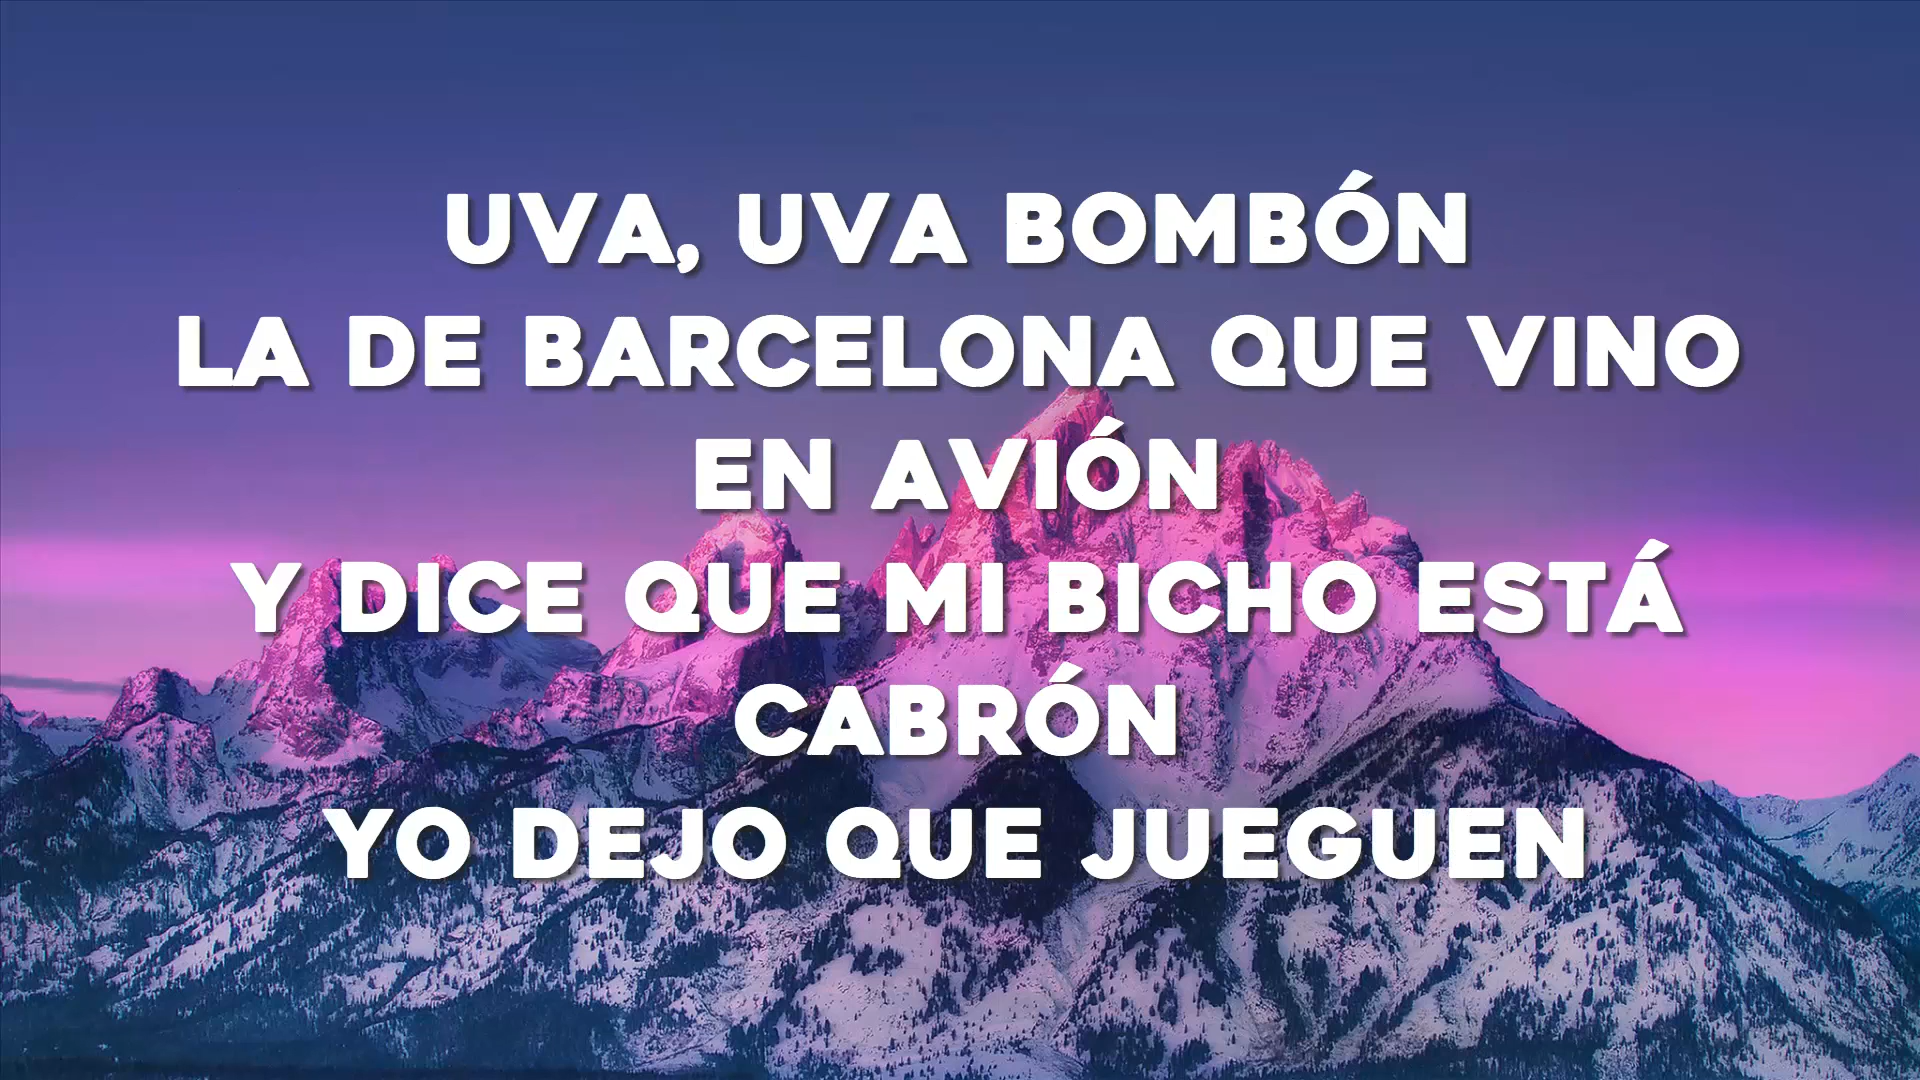 UVA, UVA BOMBÓN
LA DE BARCELONA QUE VINO
EN AVIÓN
Y DICE QUE MI BICHO ESTÁ
CABRÓN
YO DEJO QUE JUEGUEN